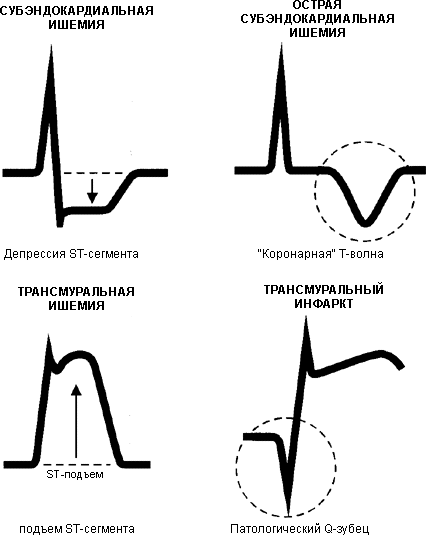 СУБЭНДОКАРДИАЛЬНАЯ
ИШЕМИЯ
Депрессия ST-сегмента
ОСТРАЯ
СУБЭНДОКАРДИАЛЬНАЯ
ИШЕМИЯ
"Коронарная" Т-волна
ТРАНСМУРАЛЬНАЯ
ИШЕМИЯ
ST-подъем
подъем ST-сегмента
ТРАНСМУРАЛЬНЫЙ
ИНФАРКТ
Патологический Q-зубец